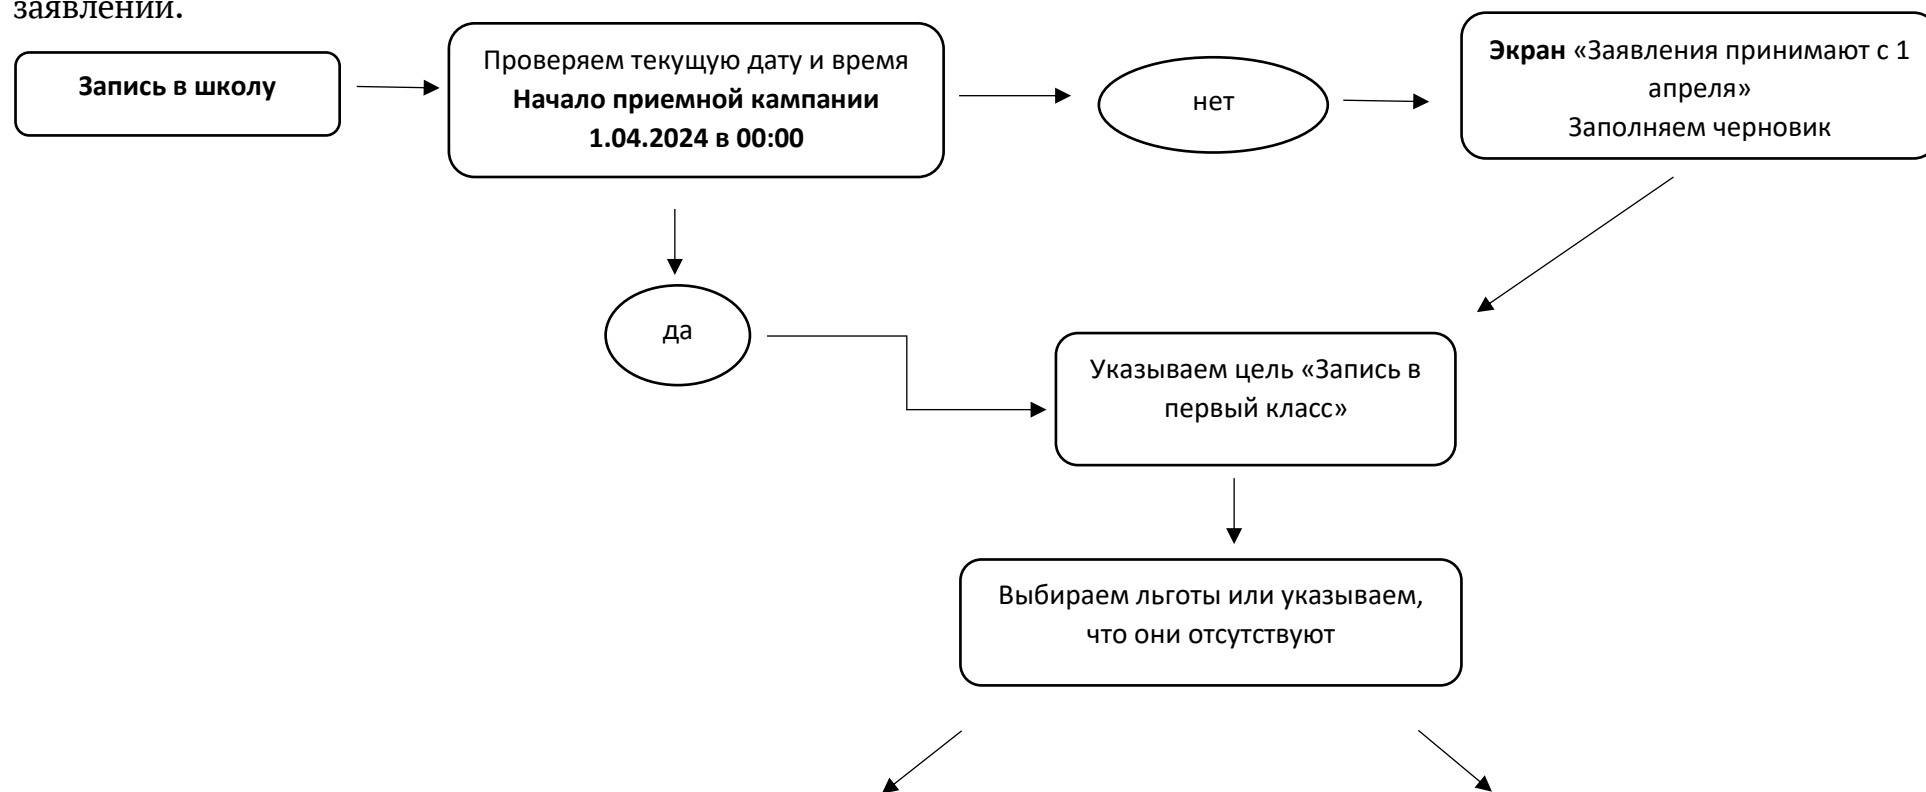 заявлений.
Запись в школу
Проверяем текущую дату и время
Начало приемной кампании
1.04.2024 в 00:00
нет
Экран «Заявления принимают с 1
апреля»
Заполняем черновик
да
Указываем цель «Запись в
первый класс»
Выбираем льготы или указываем,
что они отсутствуют